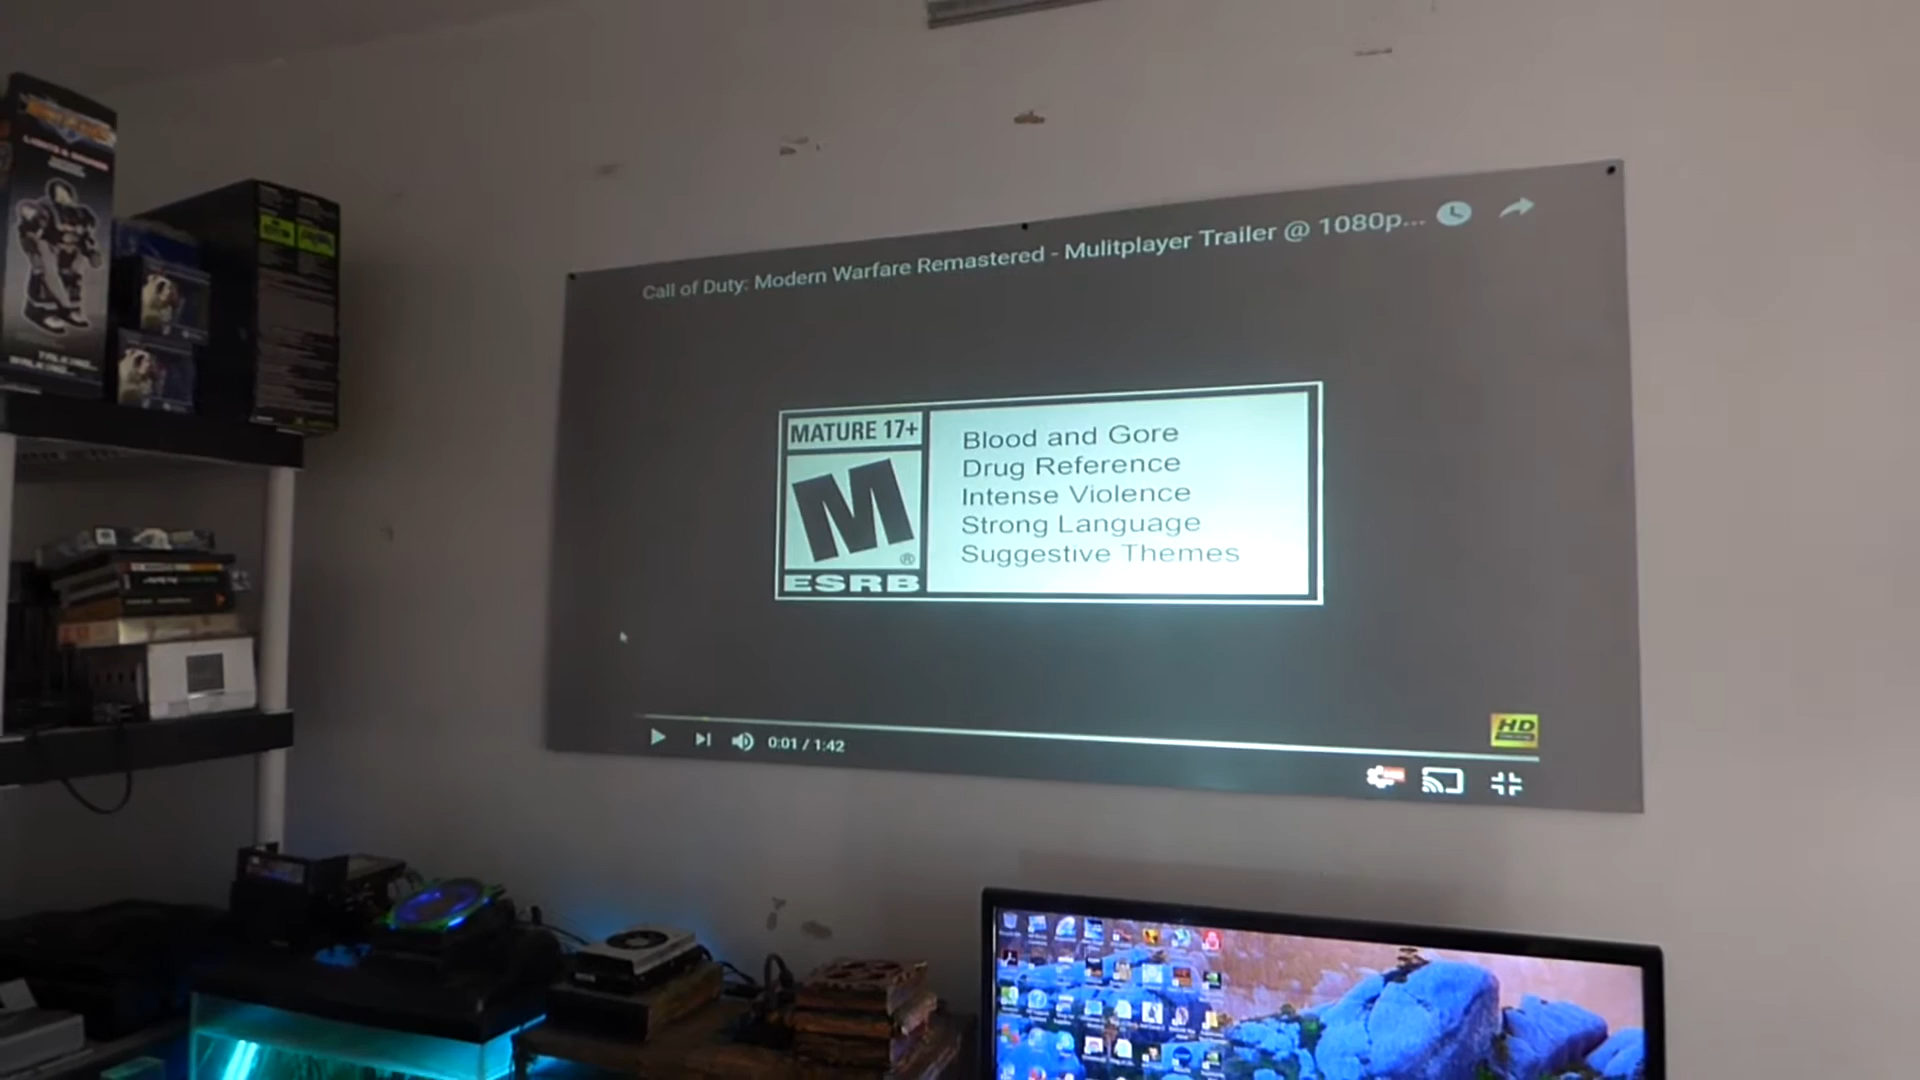 Call of Duty: Modern Warfare Remastered - Mulitplayer Trailer @ 1080p...
MATURE 17+
M
®
ESRB
Blood and Gore
Drug Reference
Intense Violence
Strong Language
Suggestive Themes
0:01 / 1:42
HD